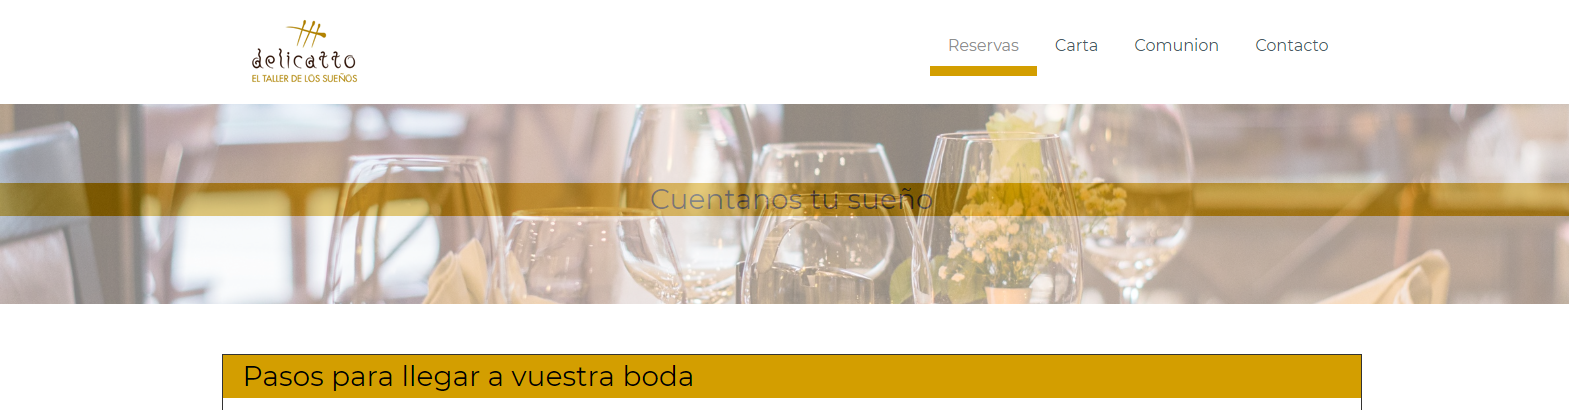 delicatto
EL TALLER DE LOS SUEÑOS
Reservas Carta Comunion Contacto
Cuentanos tu sueño
Pasos para llegar a vuestra boda